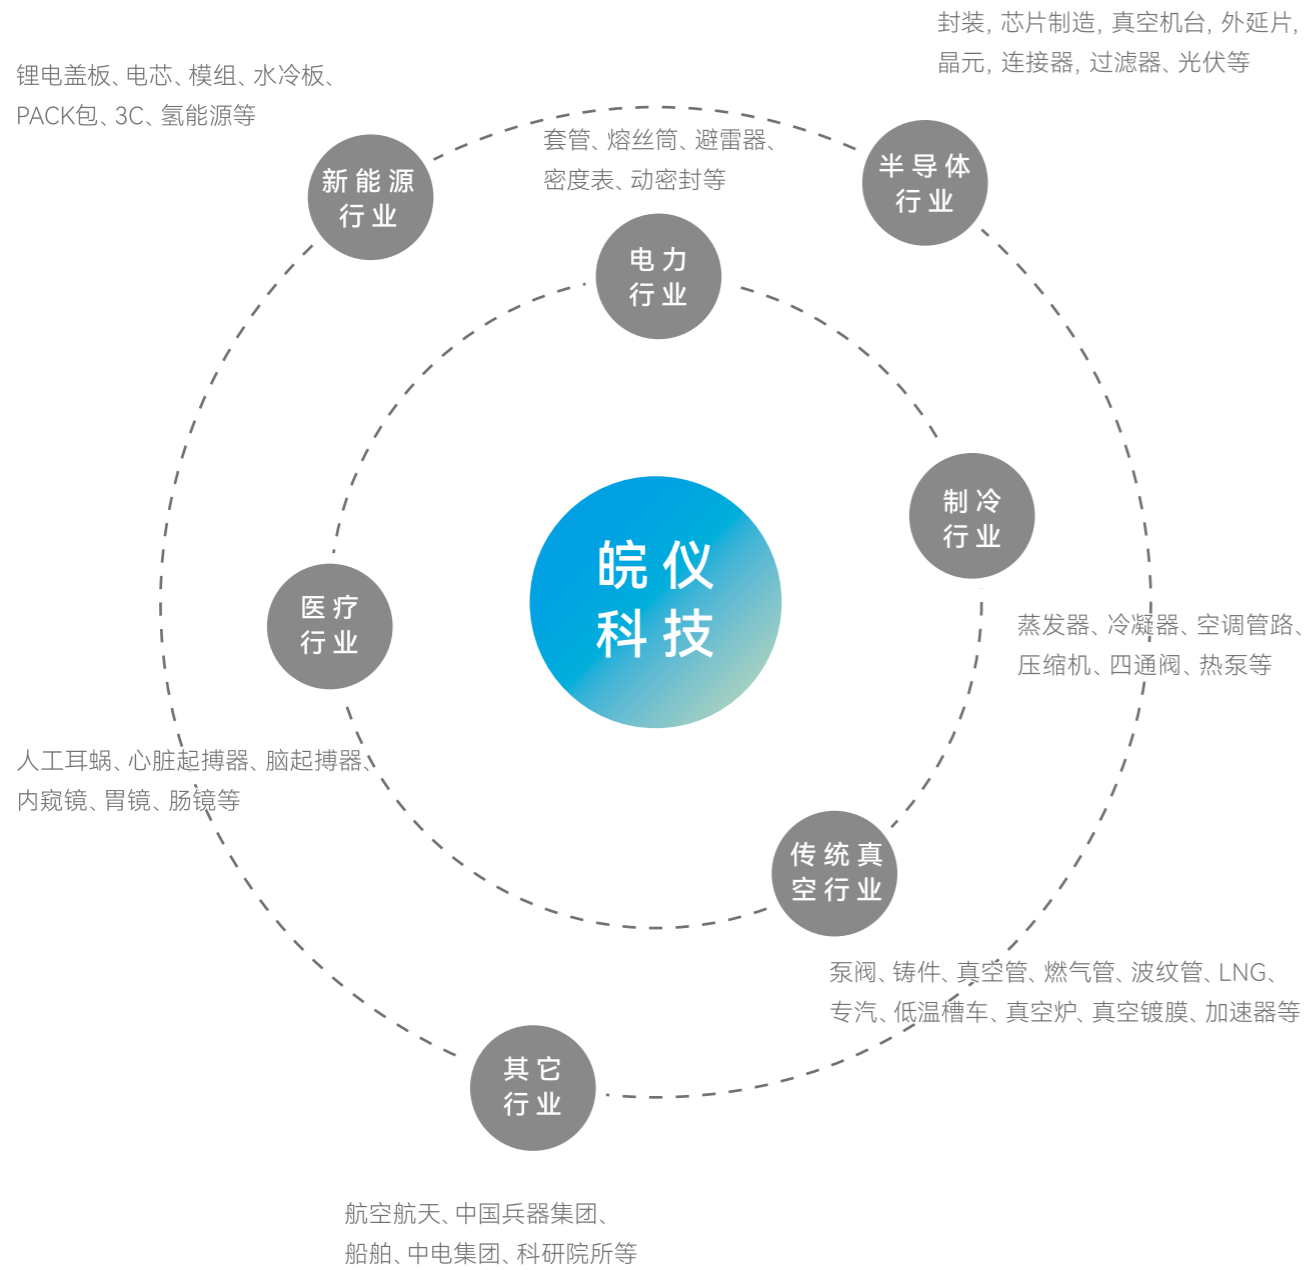 封装, 芯片制造, 真空机台, 外延片,
晶元, 连接器, 过滤器、光伏等
锂电盖板、电芯、模组、水冷板、
PACK包、3C、氢能源等
套管、熔丝筒、避雷器、
密度表、动密封等
新能源
行业
半导体
行业
电力
行业
制冷
行业
皖仪
科技
医疗
行业
蒸发器、冷凝器、空调管路、
压缩机、四通阀、热泵等
人工耳蜗、心脏起搏器、脑起搏器、
内窥镜、胃镜、肠镜等
传统真
空行业
泵阀、铸件、真空管、燃气管、波纹管、LNG、
专汽、低温槽车、真空炉、真空镀膜、加速器等
其它
行业
航空航天、中国兵器集团、
船舶、中电集团、科研院所等